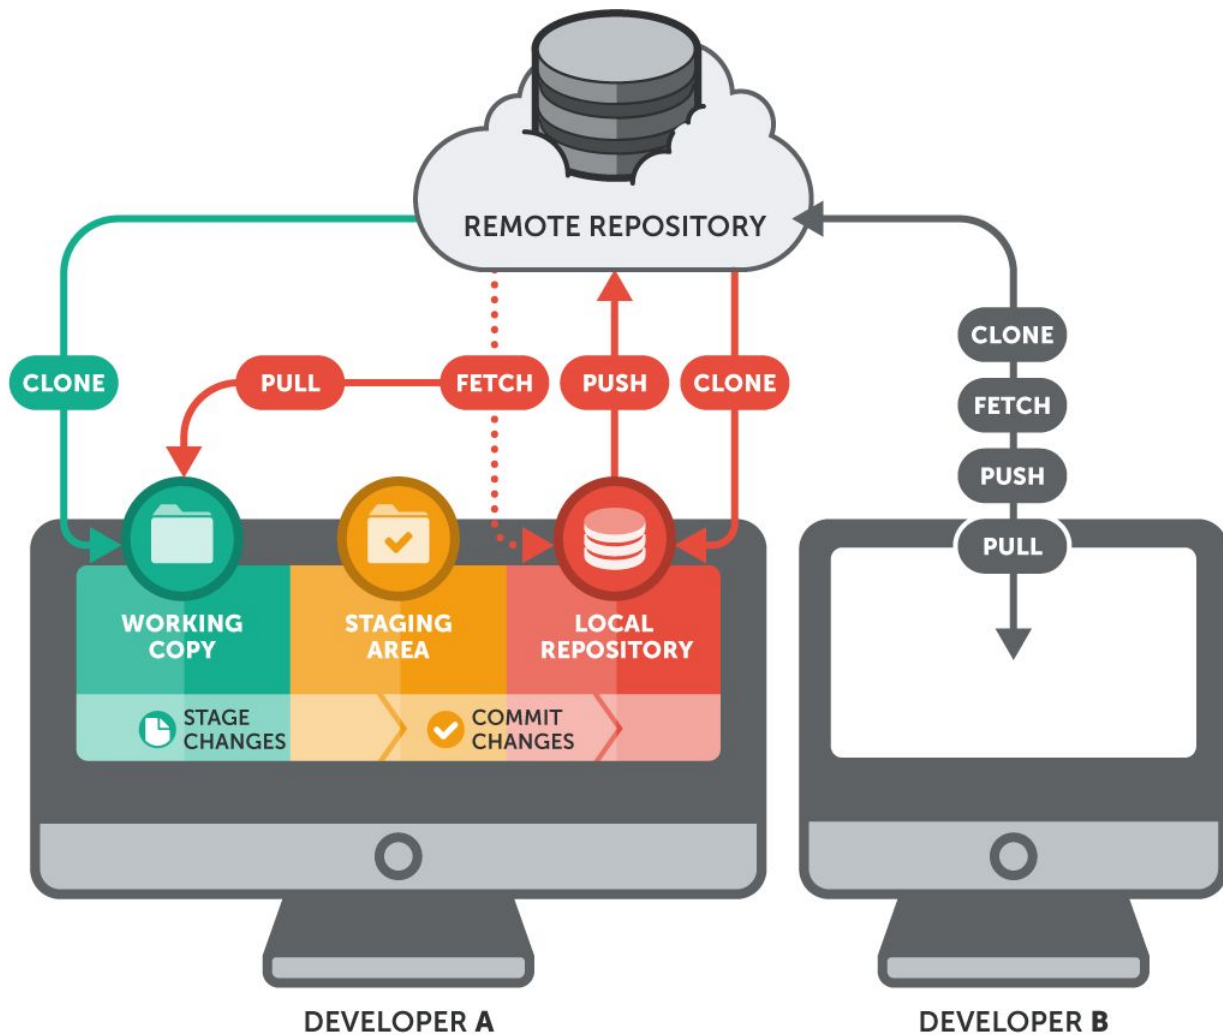 REMOTE REPOSITORY
CLONE
PULL
FETCH
PUSH
CLONE
CLONE
FETCH
PUSH
PULL
WORKING
COPY
STAGING
AREA
LOCAL
REPOSITORY
STAGE
CHANGES
COMMIT
CHANGES
DEVELOPER A
DEVELOPER B